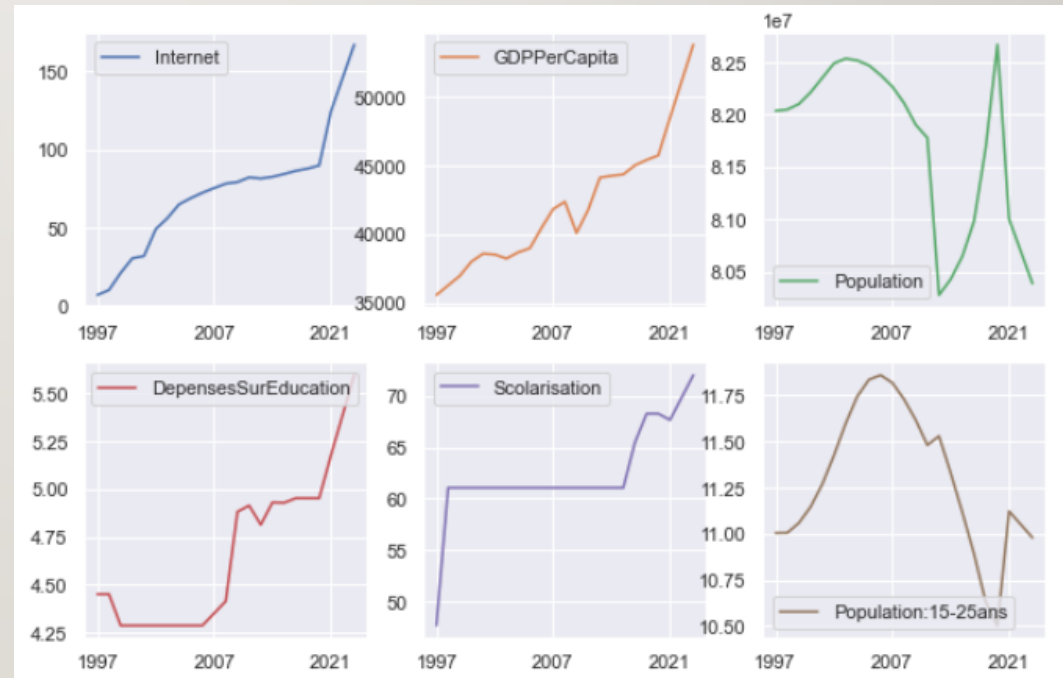 Internet
150
100
50
0
1997 2007 2021
GDPPerCapita
50000
45000
40000
35000
1997 2007 2021
1e7
8.25
8.20
8.15
8.10
8.05
Population
1997 2007 2021
DepensesSurEducation
5.50
5.25
5.00
4.75
4.50
4.25
1997 2007 2021
Scolarisation
70
65
60
55
50
1997 2007 2021
11.75
11.50
11.25
11.00
10.75
10.50
Population:15-25ans
1997 2007 2021